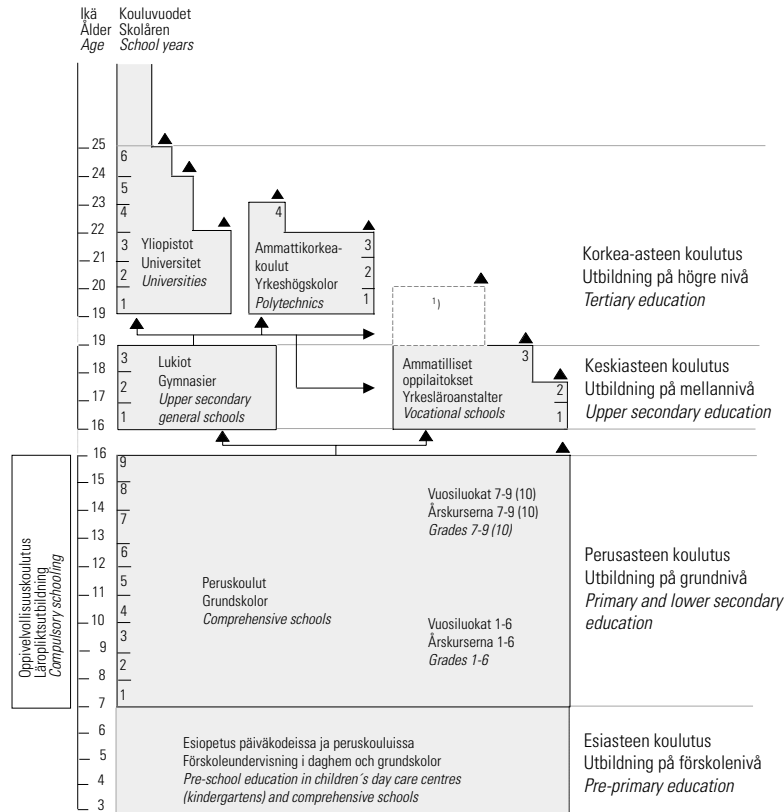 Ikä
Ålder
Age
Kouluvuodet
Skolåren
School years
25
24
23
22
21
20
19
6
5
4
3
2
1
Yliopistot
Universitet
Universities
4
3
2
1
Ammattikorkea-
koulut
Yrkeshögskolor
Polytechnics
1)
Korkea-asteen koulutus
Utbildning på högre nivå
Tertiary education
19
18
17
16
3
2
1
Lukiot
Gymnasier
Upper secondary
general schools
Ammatilliset
oppilaitokset
Yrkesläroanstalter
Vocational schools
3
2
1
Keskiasteen koulutus
Utbildning på mellannivå
Upper secondary education
Oppivelvollisuuskoulutus
Läropliktsutbildning
Compulsory schooling
16
15
14
13
12
11
10
9
8
7
9
8
7
6
5
4
3
2
1
Peruskoulut
Grundskolor
Comprehensive schools
Vuosiluokat 7-9 (10)
Årskurserna 7-9 (10)
Grades 7-9 (10)
Vuosiluokat 1-6
Årskurserna 1-6
Grades 1-6
Perusasteen koulutus
Utbildning på grundnivå
Primary and lower secondary
education
6
5
4
3
Esiopetus päiväkodeissa ja peruskouluissa
Förskoleundervisning i daghem och grundskolor
Pre-school education in children´s day care centres
(kindergartens) and comprehensive schools
Esiasteen koulutus
Utbildning på förskolenivå
Pre-primary education